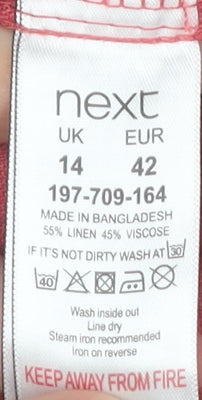 next
UK EUR
14 42
197-709-164
MADE IN BANGLADESH
55% LINEN 45% VISCOSE
IF IT'S NOT DIRTY WASH AT 30
40
Wash inside out
Line dry
Steam iron recommended
Iron on reverse
KEEP AWAY FROM FIRE